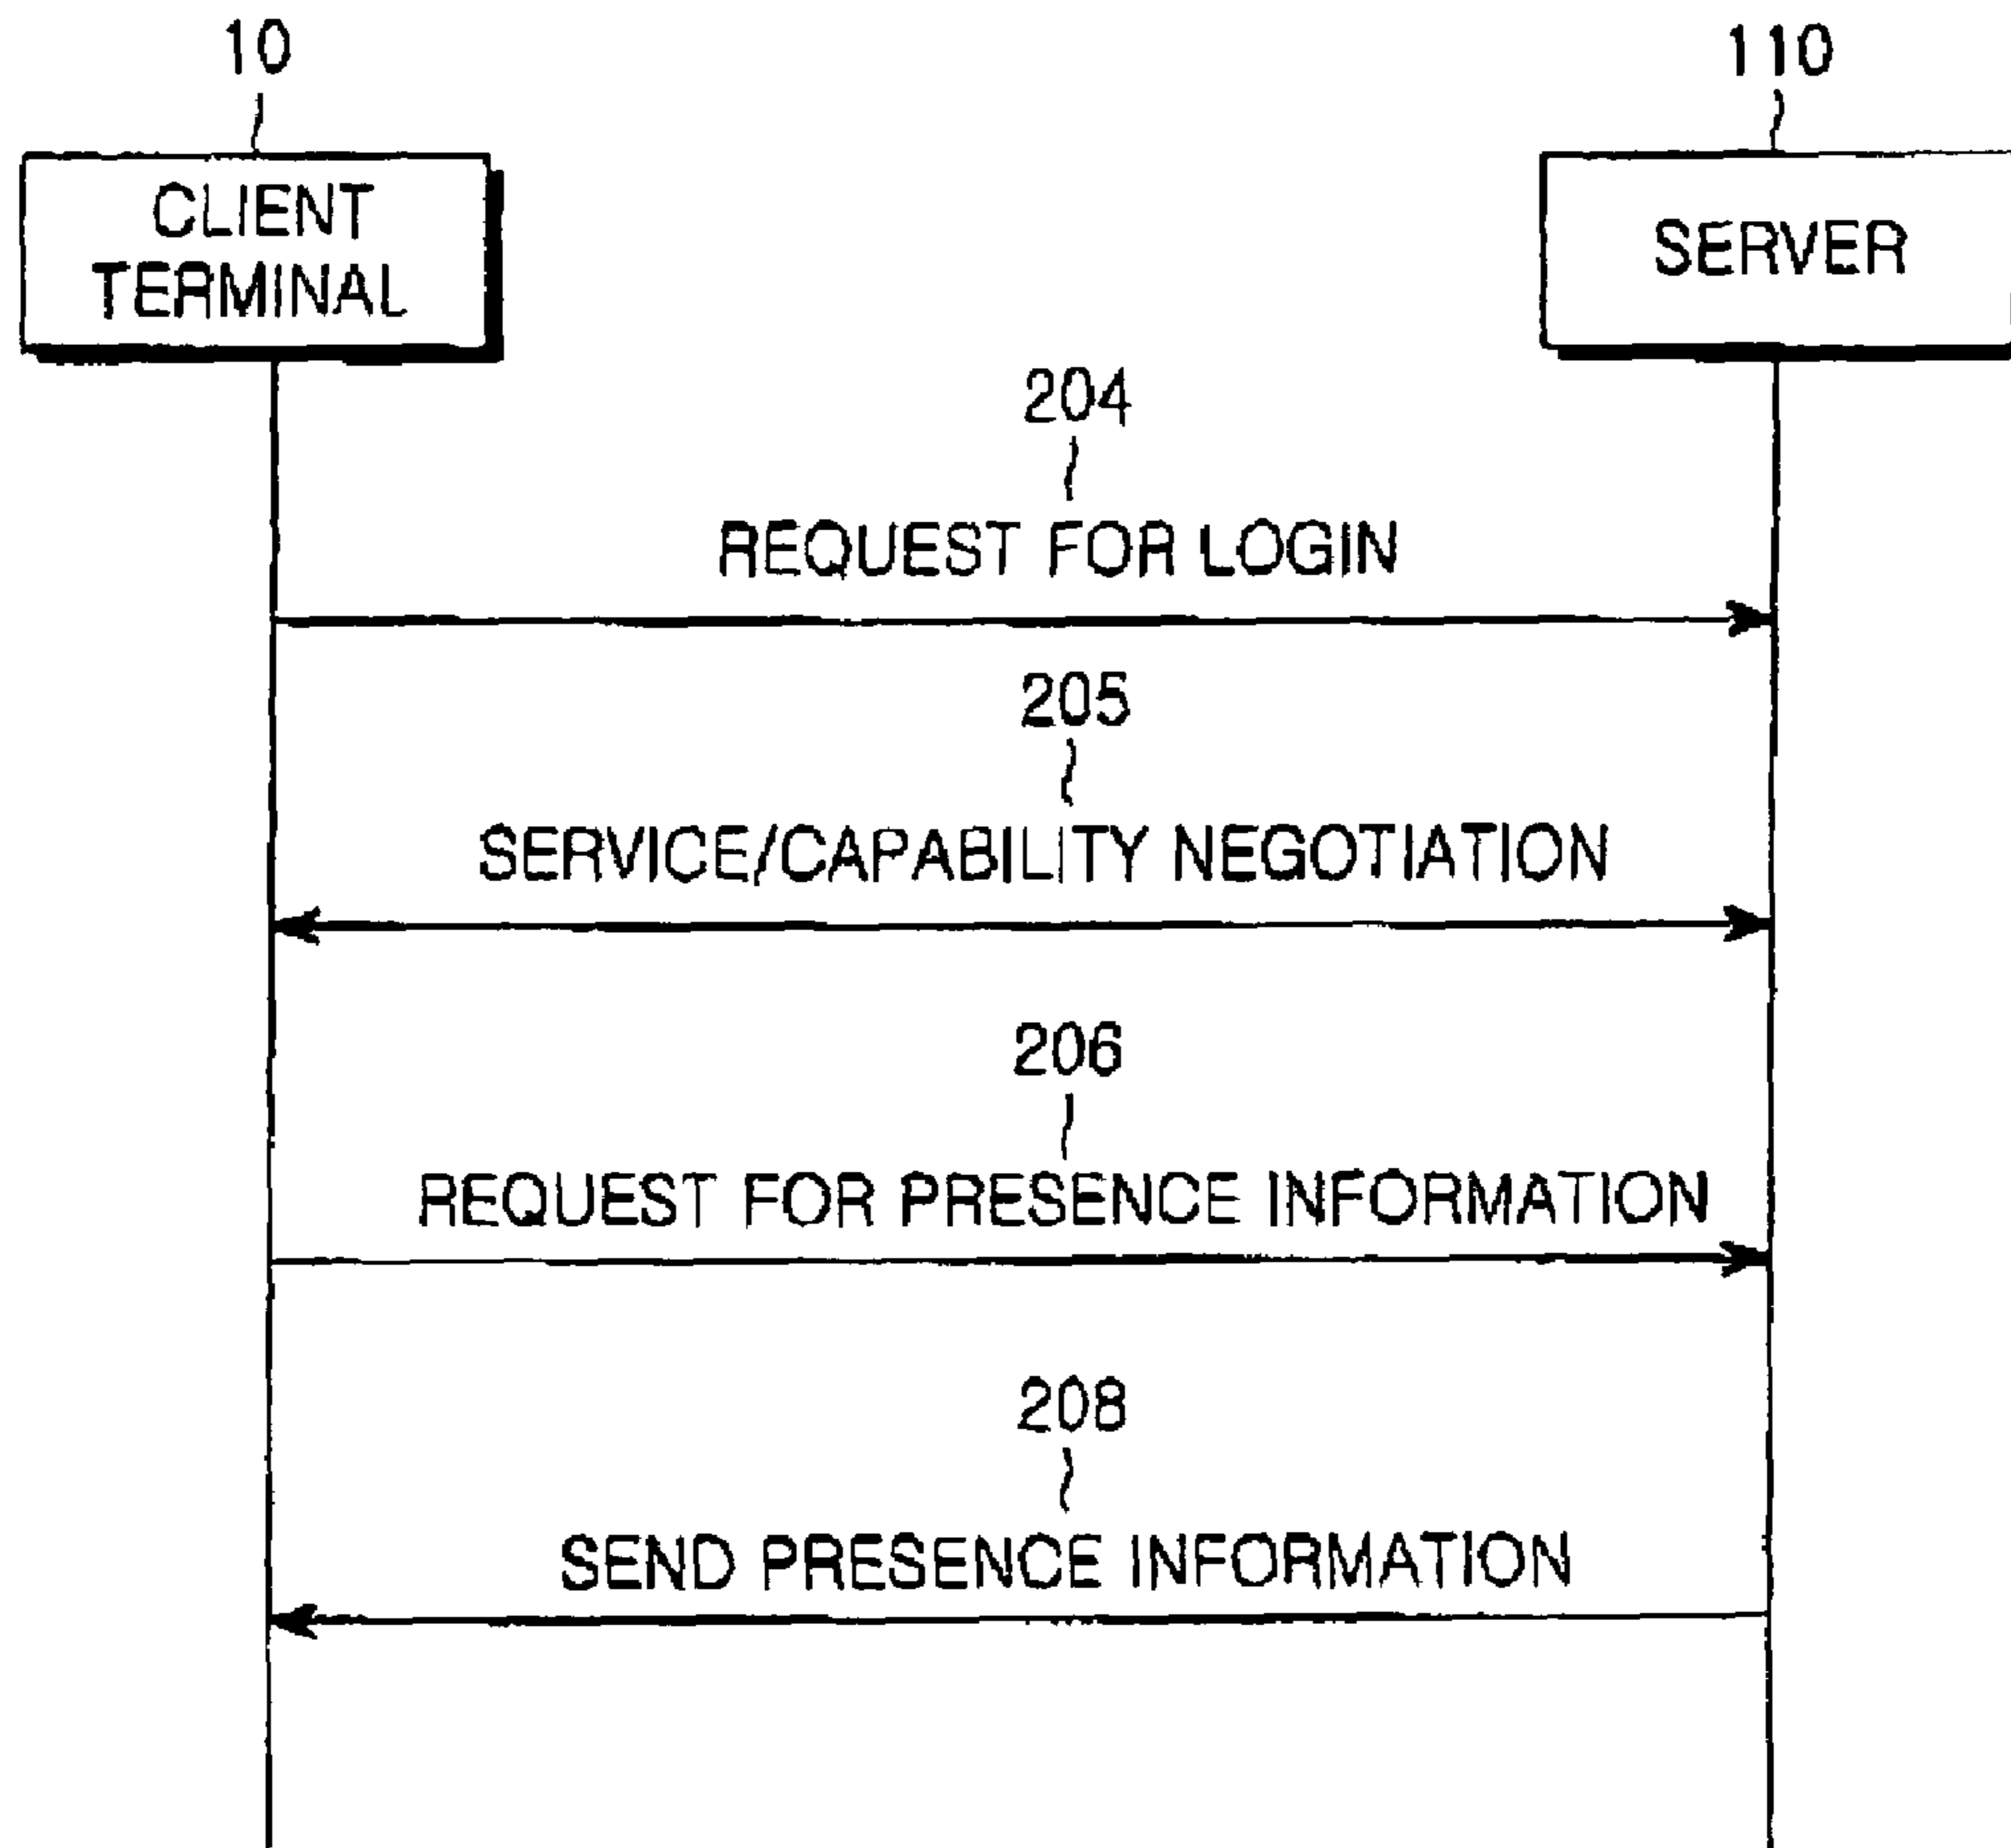 10
110
CLIENT
TERMINAL
SERVER
204
REQUEST FOR LOGIN
205
SERVICE/CAPABILITY NEGOTIATION
206
REQUEST FOR PRESENCE INFORMATION
208
SEND PRESENCE INFORMATION